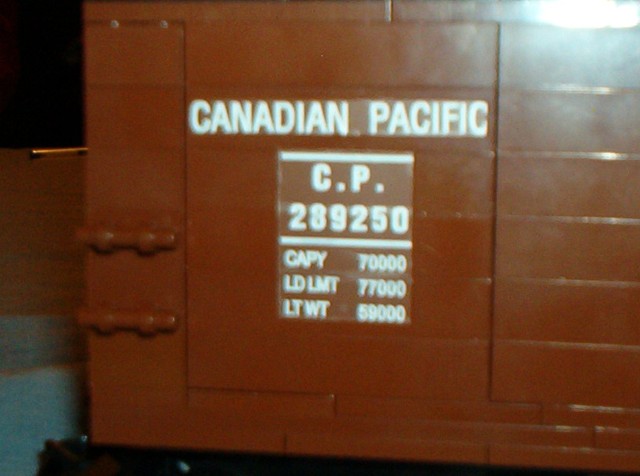 CANADIAN PACIFIC
C.P.
289250
CAPY 70000
LD LMT 77000
LT WT 59000